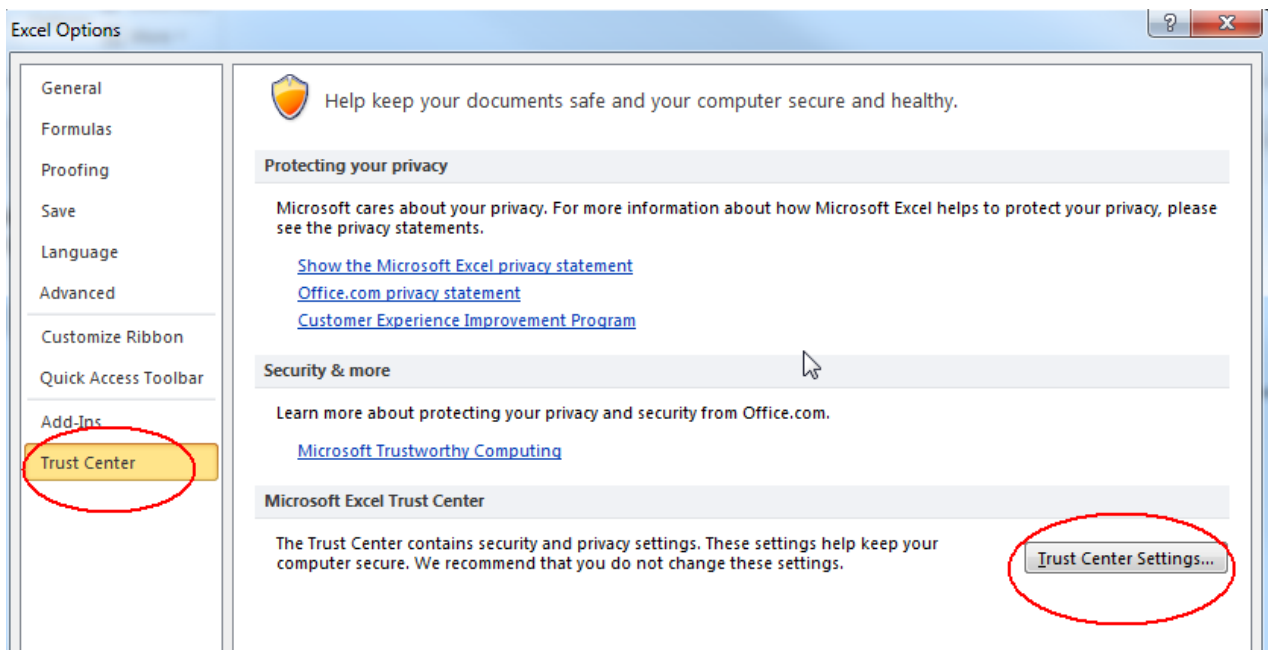 Excel Options
General
Formulas
Proofing
Save
Language
Advanced
Customize Ribbon
Quick Access Toolbar
Add-Ins
Trust Center
Help keep your documents safe and your computer secure and healthy.
Protecting your privacy
Microsoft cares about your privacy. For more information about how Microsoft Excel helps to protect your privacy, please
see the privacy statements.
Show the Microsoft Excel privacy statement
Office.com privacy statement
Customer Experience Improvement Program
Security & more
Learn more about protecting your privacy and security from Office.com.
Microsoft Trustworthy Computing
Microsoft Excel Trust Center
The Trust Center contains security and privacy settings. These settings help keep your
computer secure. We recommend that you do not change these settings.
Trust Center Settings...